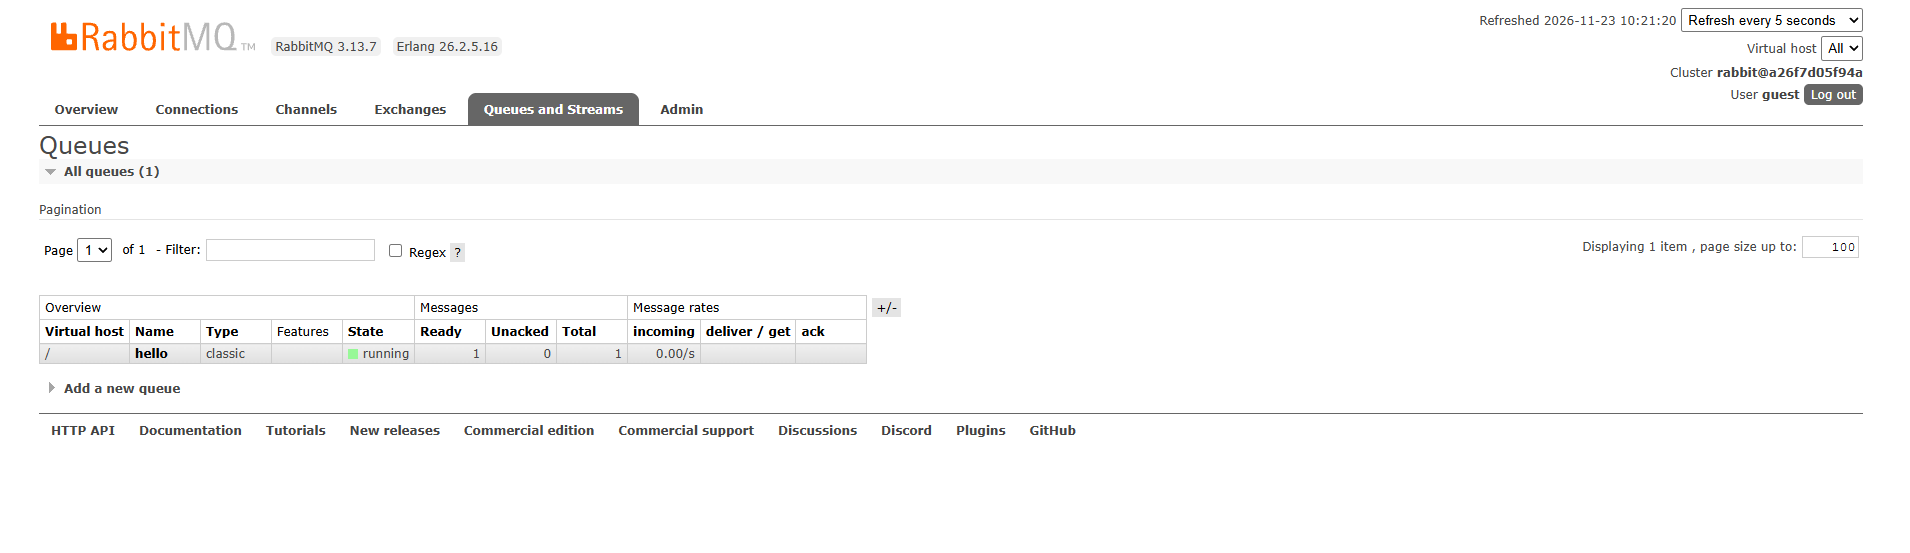 RabbitMQ TM RabbitMQ 3.13.7 Erlang 26.2.5.16
Refreshed 2026-11-23 10:21:20 Refresh every 5 seconds
Virtual host All
Cluster rabbit@a26f7d05f94a
User guest Log out
Overview Connections Channels Exchanges Queues and Streams Admin
Queues
All queues (1)
Pagination
Page 1 of 1 - Filter: Regex ? Displaying 1 item , page size up to: 100
Overview Messages Message rates +/-
Virtual host Name Type Features State Ready Unacked Total incoming deliver / get ack
/ hello classic running 1 0 1 0.00/s
Add a new queue
HTTP API Documentation Tutorials New releases Commercial edition Commercial support Discussions Discord Plugins GitHub